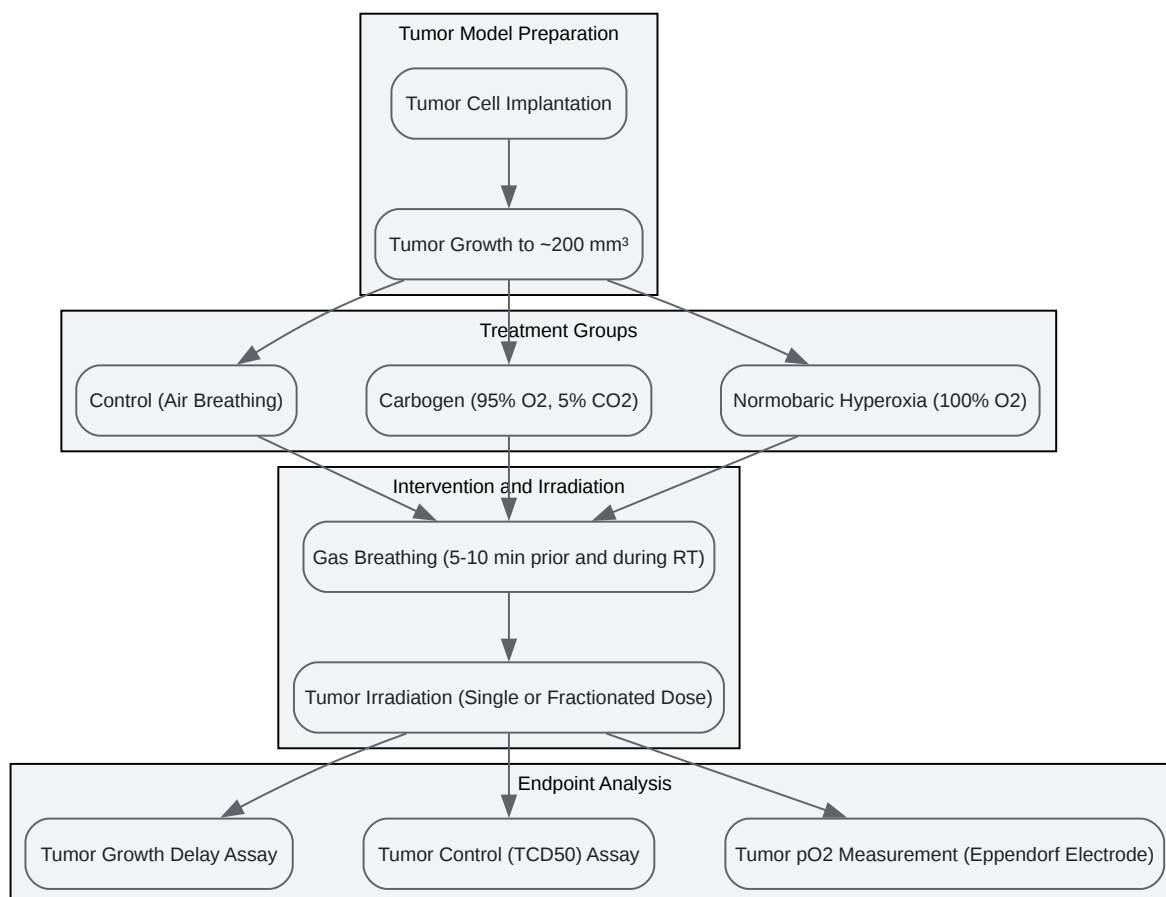 Tumor Model Preparation
Tumor Cell Implantation
Tumor Growth to ~200 mm³
Treatment Groups
Control (Air Breathing)
Carbogen (95% O2, 5% CO2)
Normobaric Hyperoxia (100% O2)
Intervention and Irradiation
Gas Breathing (5-10 min prior and during RT)
Tumor Irradiation (Single or Fractionated Dose)
Endpoint Analysis
Tumor Growth Delay Assay
Tumor Control (TCD50) Assay
Tumor pO2 Measurement (Eppendorf Electrode)